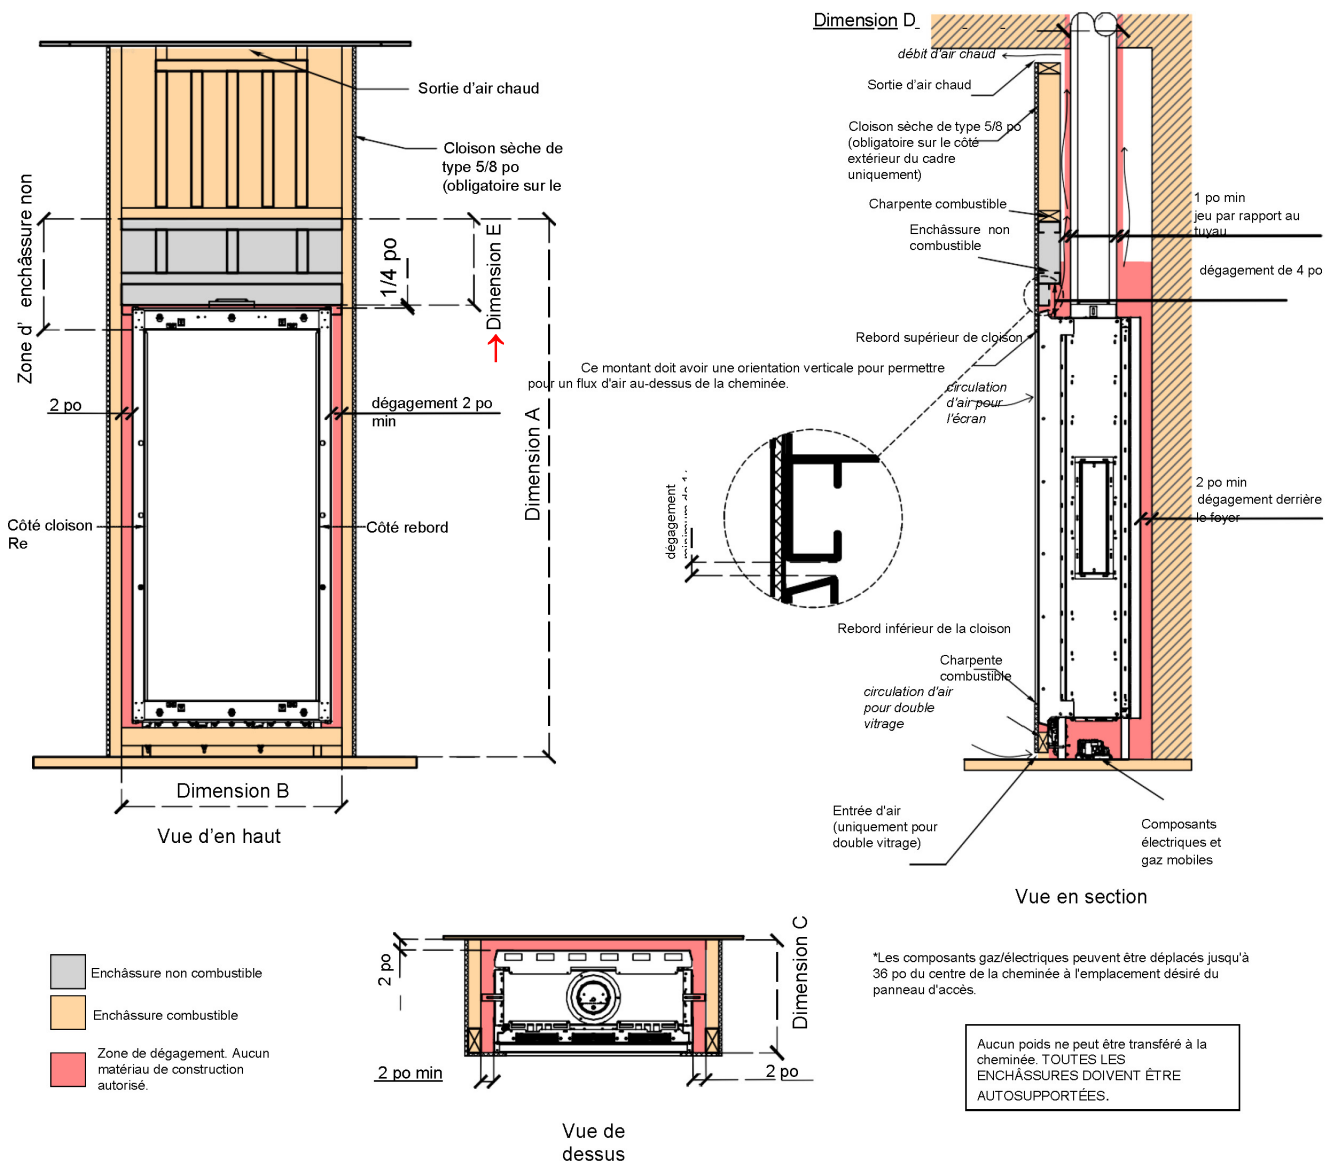 Dimension D
débit d'air chaud
Sortie d'air chaud
Sortie d'air chaud
Cloison sèche de
type 5/8 po
(obligatoire sur le
Cloison sèche de type 5/8 po
(obligatoire sur le côté
extérieur du cadre
uniquement)
Charpente combustible
Enchâssure non
combustible
1 po min
jeu par rapport au
tuyau
dégagement de 4 po
Zone d' enchâssure non
1/4 po
Dimension E
Dimension A
Rebord supérieur de cloison
Ce montant doit avoir une orientation verticale pour permettre
pour un flux d'air au-dessus de la cheminée.
circulation
d'air pour
l'écran
2 po
dégagement 2 po
min
dégagement
2 po min
dégagement derrière
le foyer
Côté cloison
Re
Côté rebord
Rebord inférieur de la cloison
Charpente
combustible
circulation d'air
pour double
vitrage
Dimension B
Vue d'en haut
Entrée d'air
(uniquement pour
double vitrage)
Composants
électriques et
gaz mobiles
Vue en section
Enchâssure non combustible
Enchâssure combustible
Zone de dégagement. Aucun
matériau de construction
autorisé.
2 po
Dimension C
2 po min
2 po
Vue de
dessus
*Les composants gaz/électriques peuvent être déplacés jusqu'à
36 po du centre de la cheminée à l'emplacement désiré du
panneau d'accès.
Aucun poids ne peut être transféré à la
cheminée. TOUTES LES
ENCHÂSSURES DOIVENT ÊTRE
AUTOSUPPORTÉES.